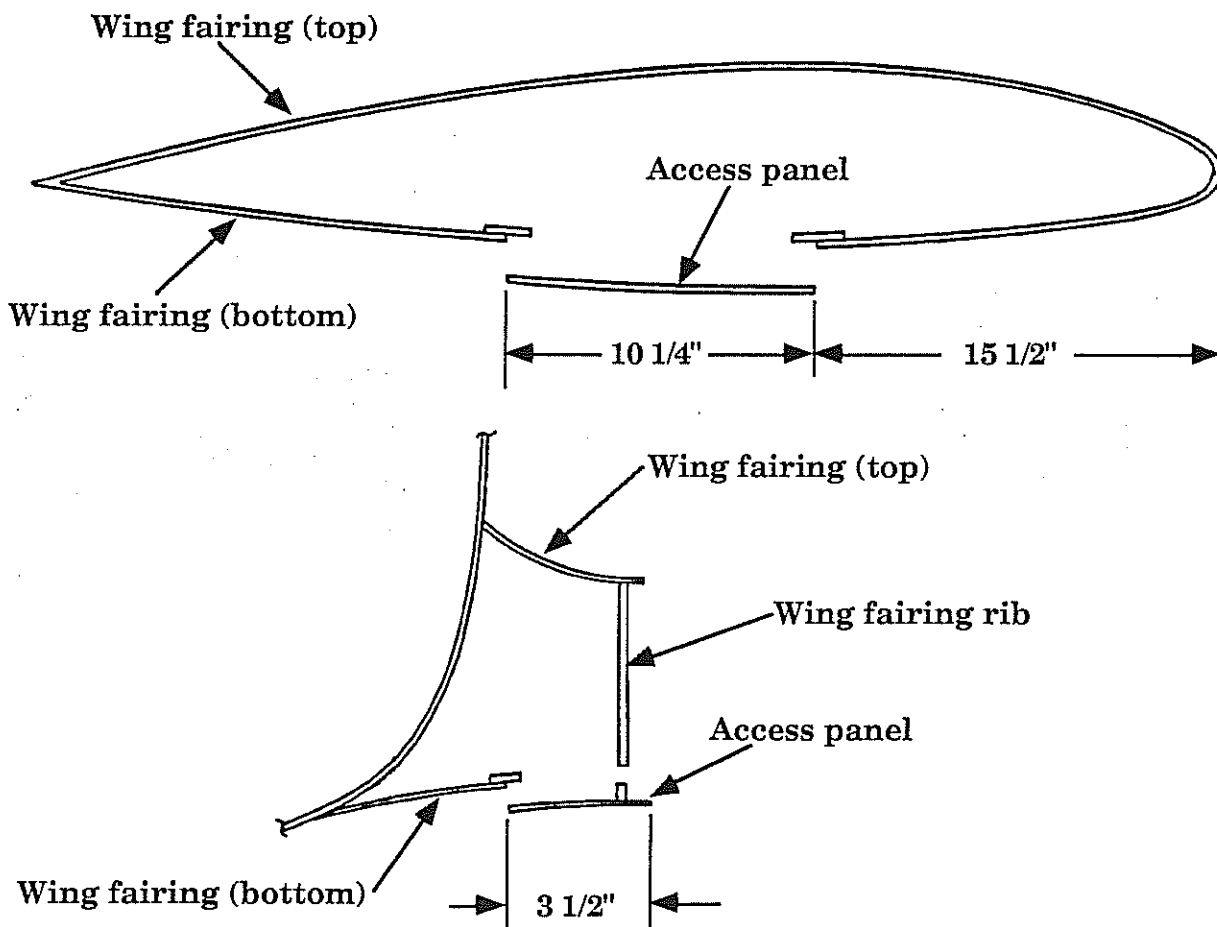 Wing fairing (top)
Access panel
Wing fairing (bottom)
10 1/4"
15 1/2"
Wing fairing (top)
Wing fairing rib
Access panel
Wing fairing (bottom)
3 1/2"